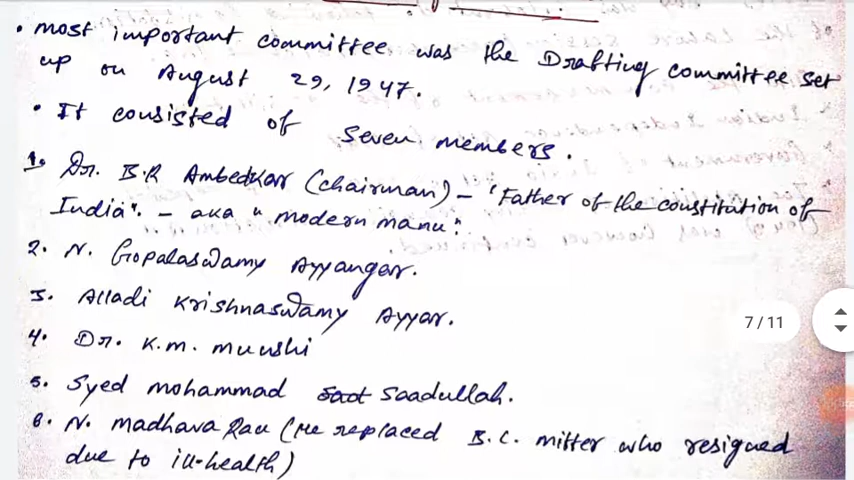 • most important committee was the Drafting committee set
up on August 29, 1947.
• It consisted of seven members.
1. Dr. B.R Ambedkar (chairman) – 'Father of the constitution of
India". – aka "modern manu".
2. N. Gopalaswamy Ayyangar.
3. Alladi Krishnaswamy Ayyar.
4. Dr. K.M. munshi
5. Syed mohammad Saadullah.
6. N. madhava Rau (He replaced B.C. mitter who resigned
due to ill-health)
7 / 11